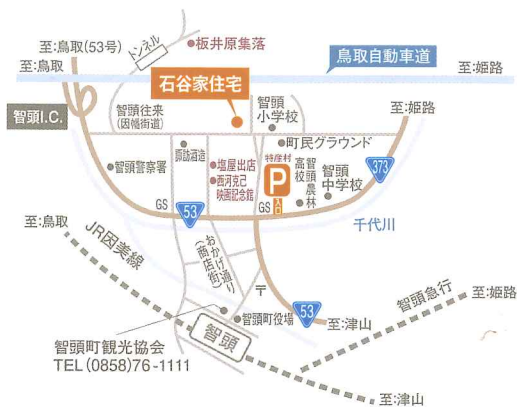 至:鳥取(53号)
至:鳥取
トンネル
板井原集落
鳥取自動車道
至:姫路
石谷家住宅
智頭I.C.
智頭往来
(因幡街道)
智頭
小学校
至:姫路
諏訪酒造
町民グラウンド
智頭警察署
塩屋出店
西河克己
映画記念館
特産村
P
入口
智頭農林
高校
智頭
中学校
373
GS
53
GS
千代川
至:鳥取
JR因美線
おかげ通り
(商店街)
〒
智頭急行
至:姫路
53
至:津山
智頭町役場
智頭
智頭町観光協会
TEL(0858)76-1111
至:津山